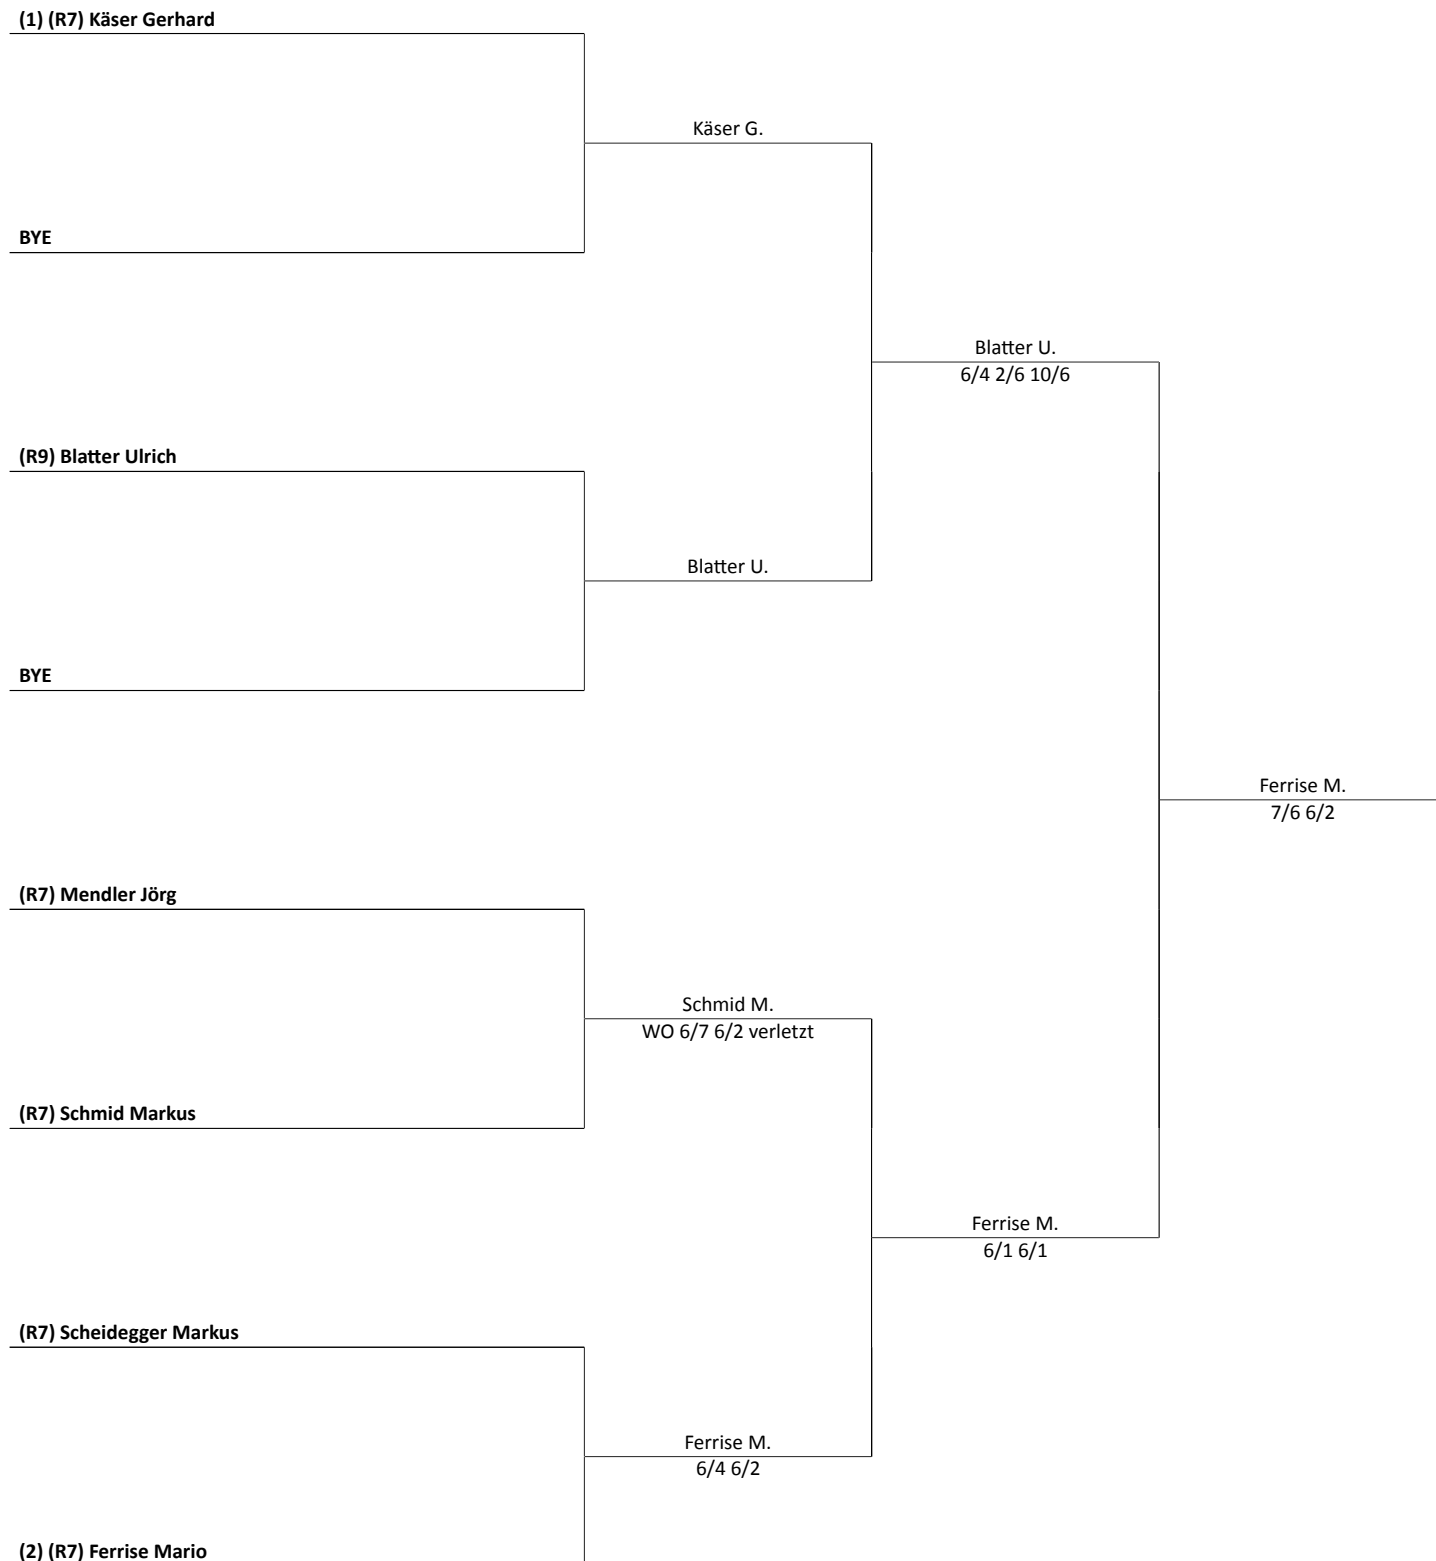 (1) (R7) Käser Gerhard
Käser G.
BYE
Blatter U.
6/4 2/6 10/6
(R9) Blatter Ulrich
Blatter U.
BYE
Ferrise M.
7/6 6/2
(R7) Mendler Jörg
Schmid M.
WO 6/7 6/2 verletzt
(R7) Schmid Markus
Ferrise M.
6/1 6/1
(R7) Scheidegger Markus
Ferrise M.
6/4 6/2
(2) (R7) Ferrise Mario